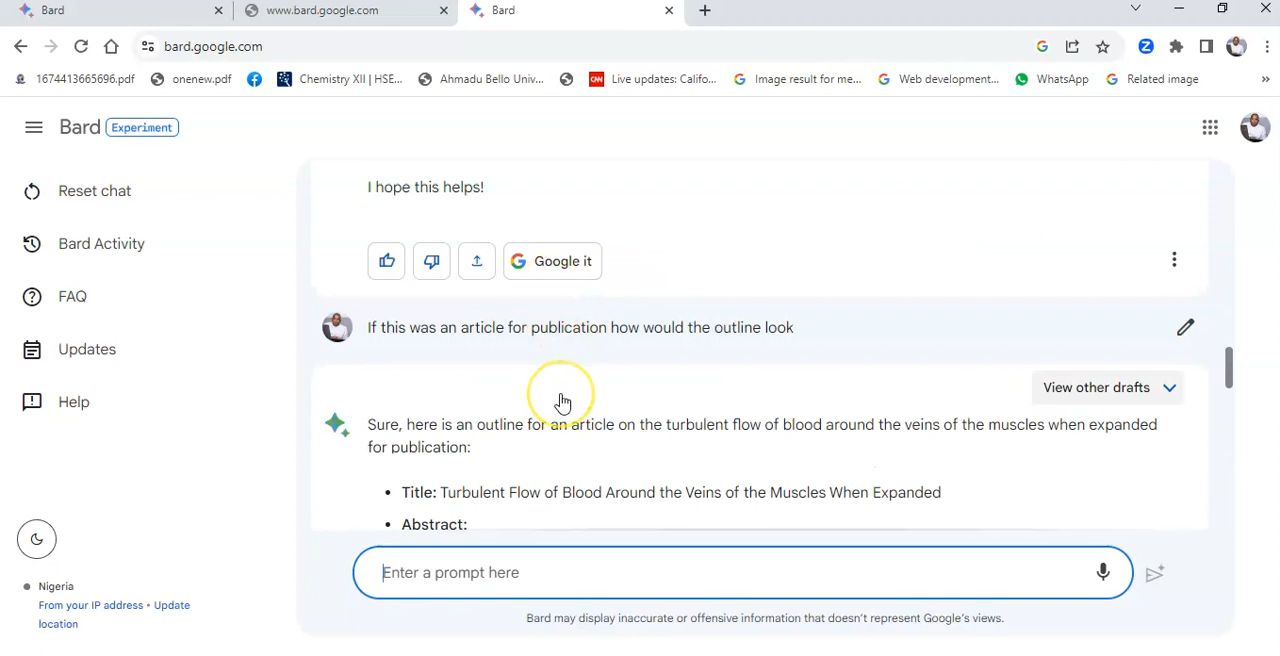 Bard
www.bard.google.com
Bard
bard.google.com
1674413665696.pdf
onenew.pdf
Chemistry XII | HSE...
Ahmadu Bello Univ...
CNN
Live updates: Califo...
Image result for me...
Web development...
WhatsApp
Related image
»
Bard
Experiment
Reset chat
Bard Activity
FAQ
Updates
Help
Nigeria
From your IP address • Update
location
I hope this helps!
Google it
If this was an article for publication how would the outline look
View other drafts
Sure, here is an outline for an article on the turbulent flow of blood around the veins of the muscles when expanded
for publication:
• Title: Turbulent Flow of Blood Around the Veins of the Muscles When Expanded
• Abstract:
Enter a prompt here
Bard may display inaccurate or offensive information that doesn't represent Google's views.